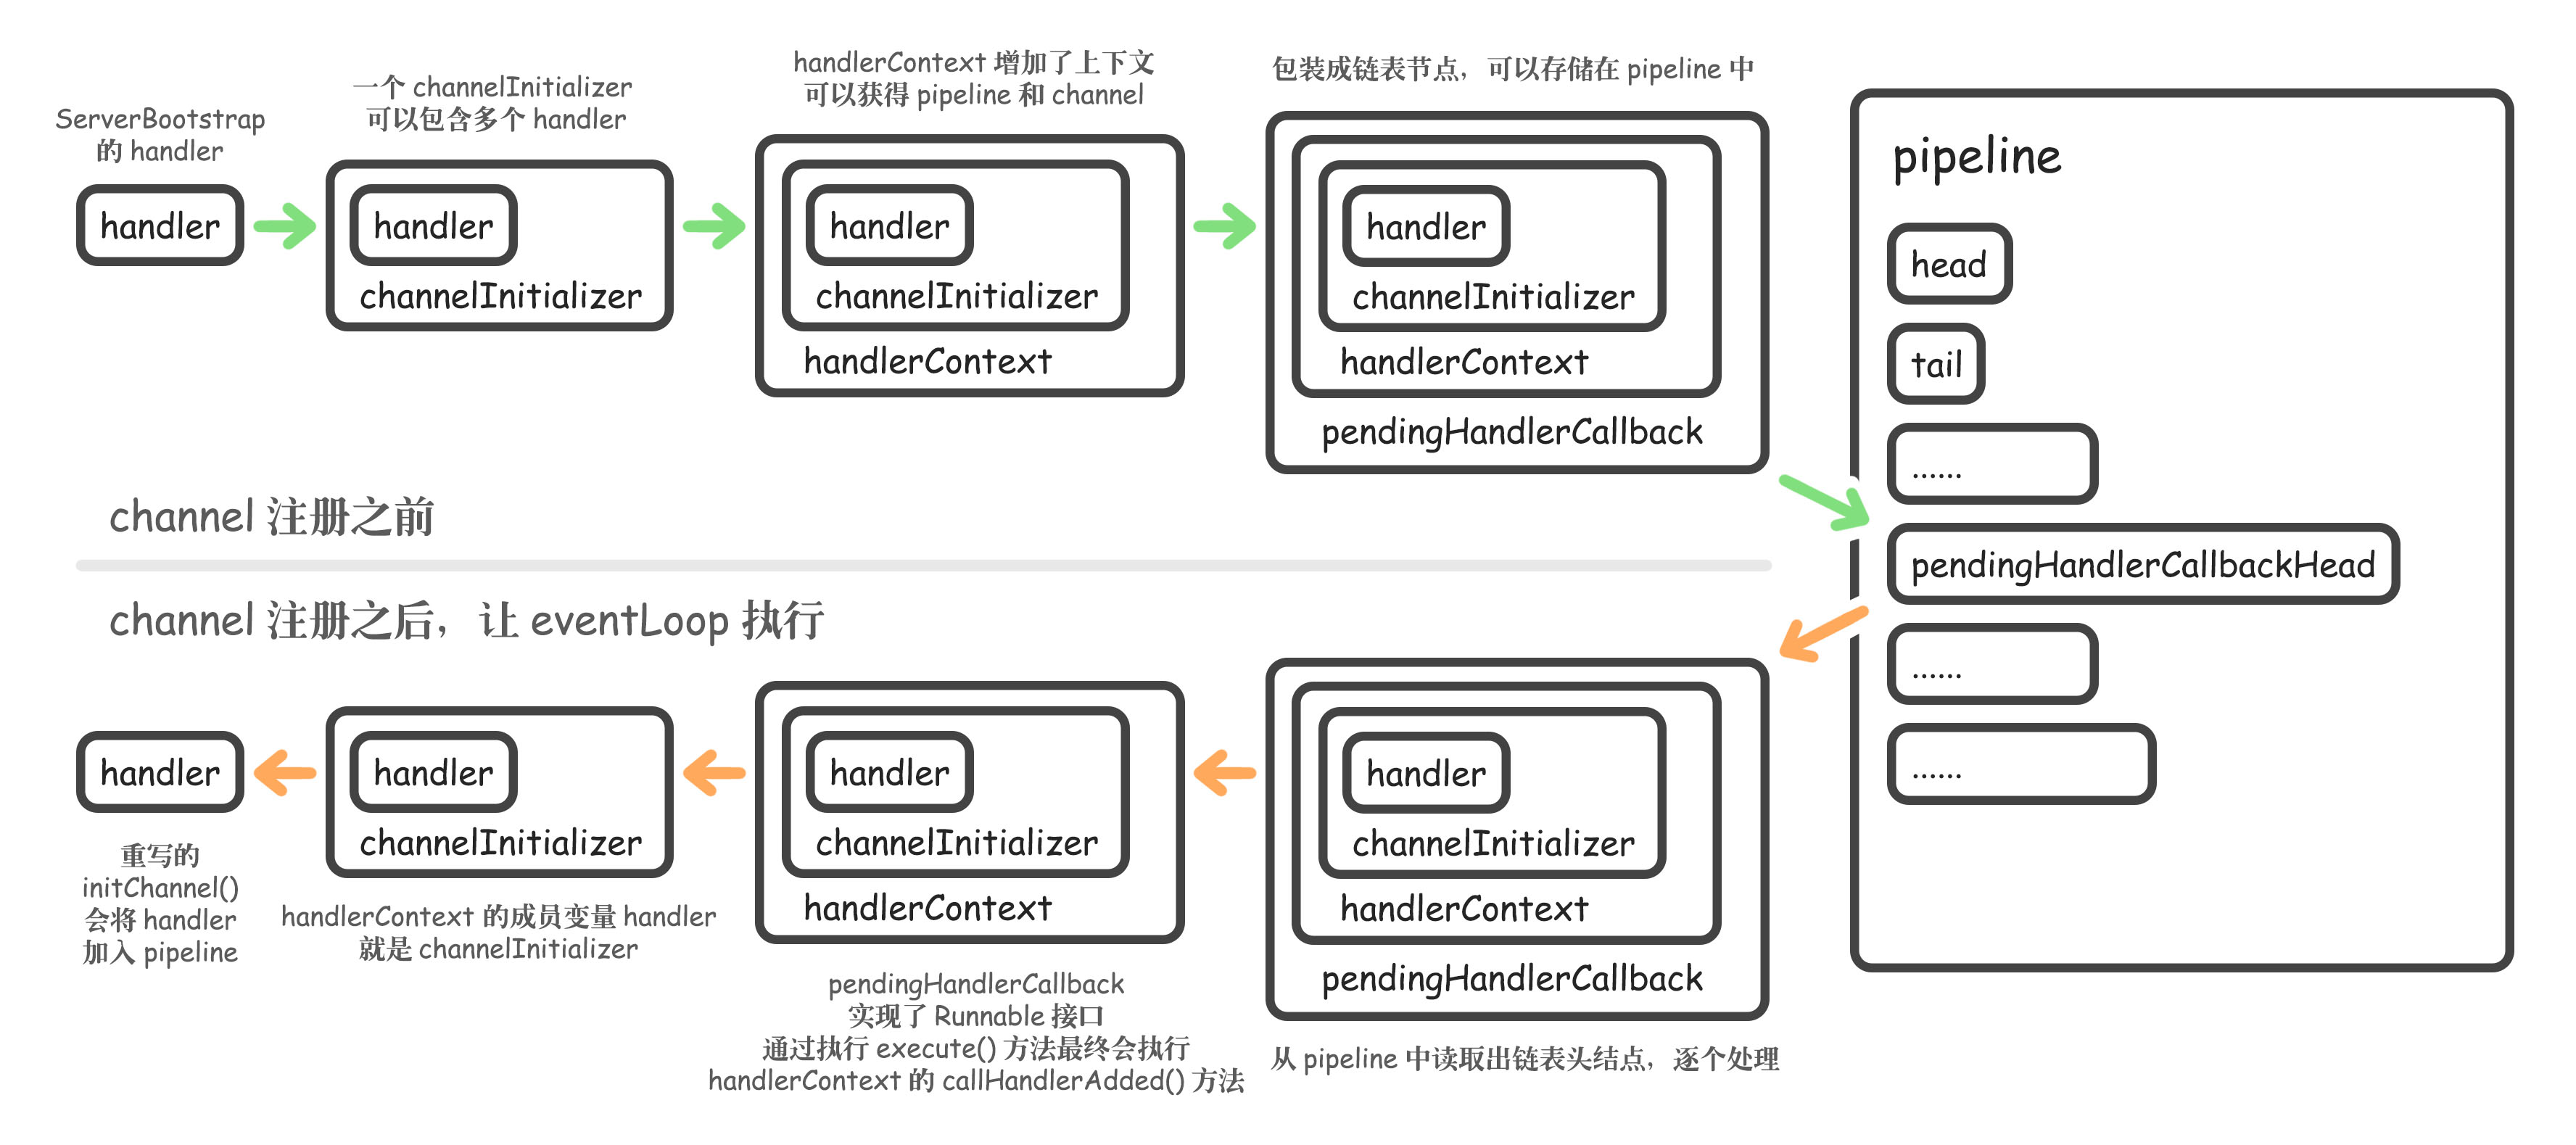 ServerBootstrap
的 handler
handler
一个 channelInitializer
可以包含多个 handler
handler
channelInitializer
handlerContext 增加了上下文
可以获得 pipeline 和 channel
handler
channelInitializer
handlerContext
包装成链表节点，可以存储在 pipeline 中
handler
channelInitializer
handlerContext
pendingHandlerCallback
pipeline
head
tail
......
pendingHandlerCallbackHead
......
......
channel 注册之前
channel 注册之后，让 eventLoop 执行
handler
重写的
initChannel()
会将 handler
加入 pipeline
handler
channelInitializer
handlerContext 的成员变量 handler
就是 channelInitializer
handler
channelInitializer
handlerContext
pendingHandlerCallback
实现了 Runnable 接口
通过执行 execute() 方法最终会执行
handlerContext 的 callHandlerAdded() 方法
handler
channelInitializer
handlerContext
pendingHandlerCallback
从 pipeline 中读取出链表头结点，逐个处理